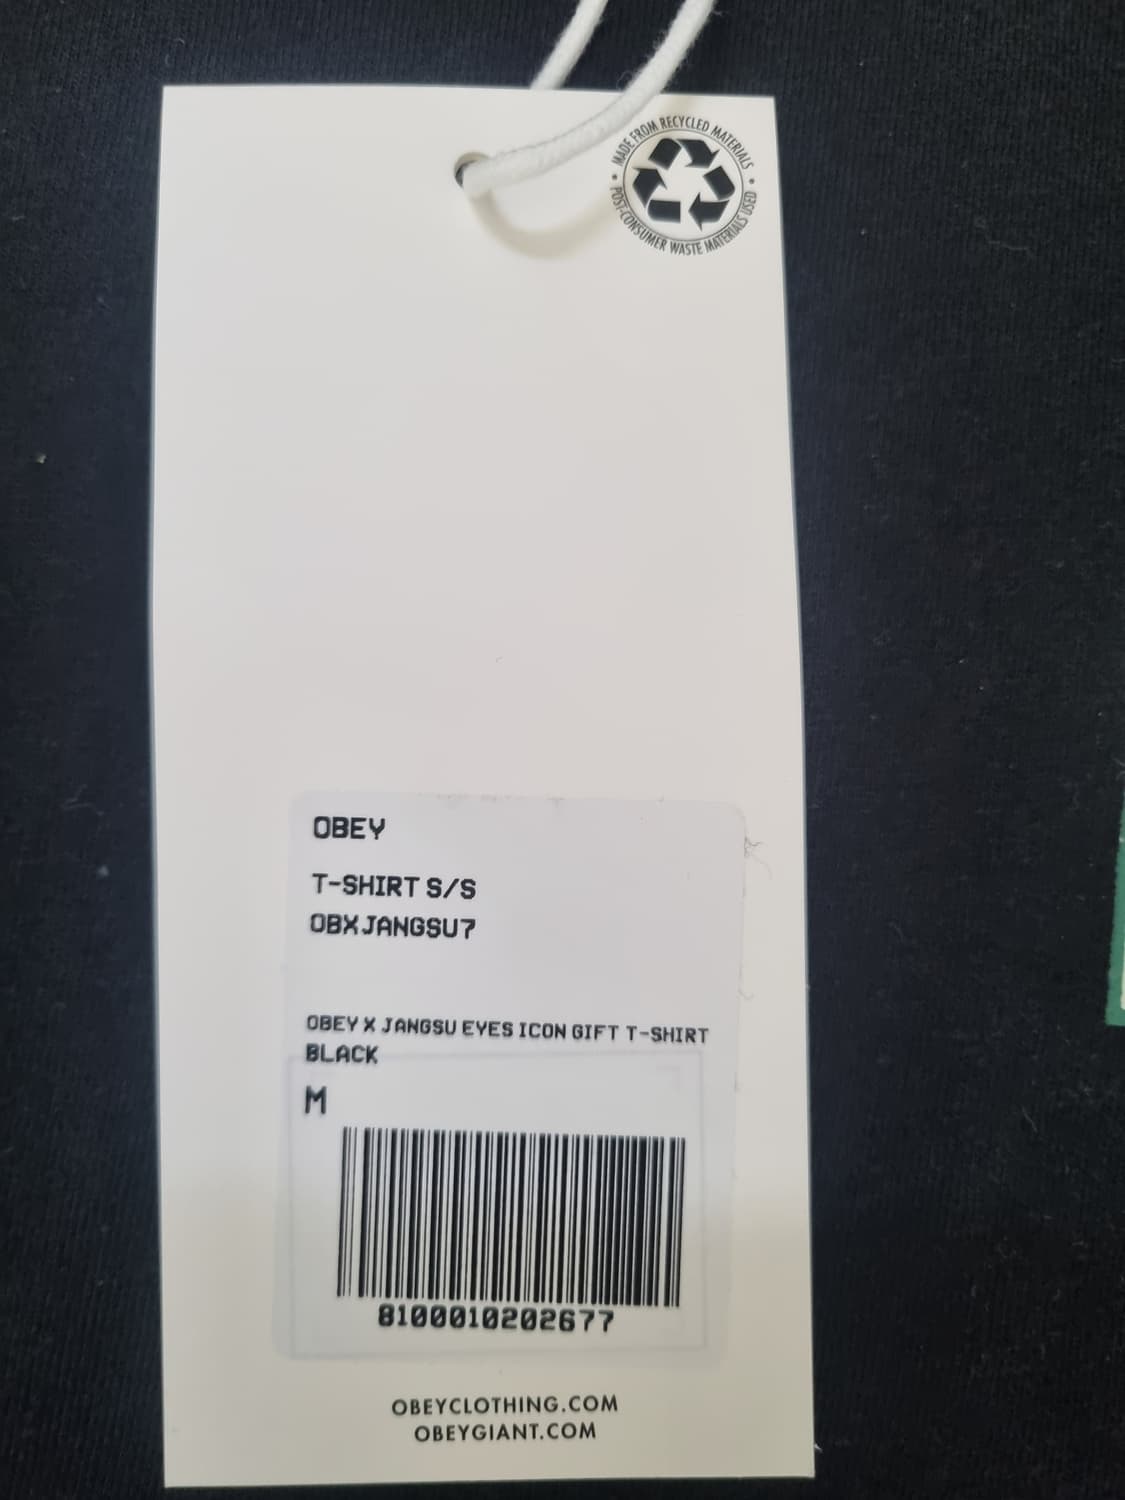 MADE FROM RECYCLED MATERIALS
POST-CONSUMER WASTE MATERIALS USED
OBEY
T-SHIRT S/S
OBXJANGSU7
OBEY X JANGSU EYES ICON GIFT T-SHIRT
BLACK
M
8100010202677
OBEYCLOTHING.COM
OBEYGIANT.COM